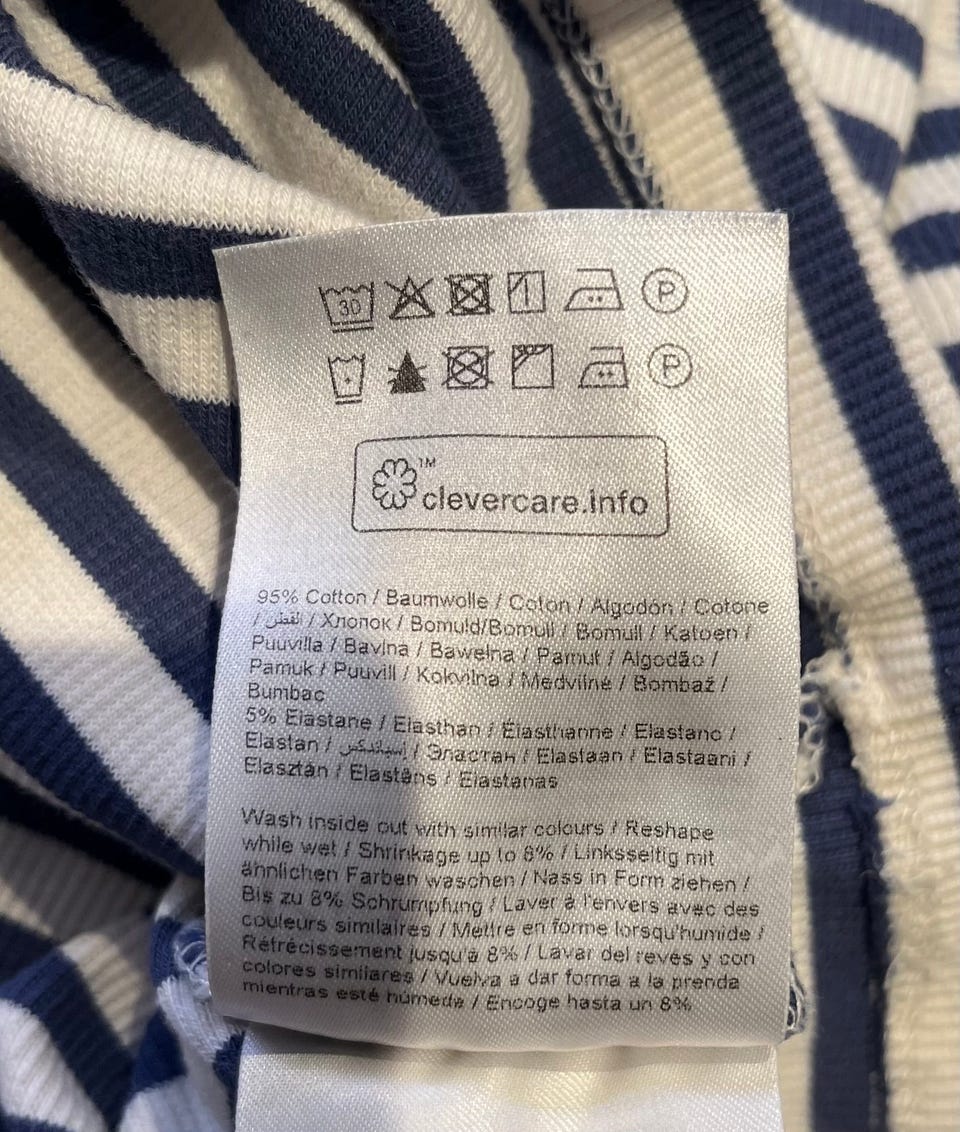 30 P
P
TM
clevercare.info
95% Cotton / Baumwolle / Coton / Algodón / Cotone
/ القطن / Хлопок / Bomuld/Bomull / Bomull / Katoen /
Puuvilla / Bavlna / Bawełna / Pamut / Algodão /
Pamuk / Puuvill / Kokvilna / Medvilnė / Bombaž /
Bumbac
5% Elastane / Elasthan / Élasthanne / Elastano /
Elastan / إسباندكس / Эластан / Elastaan / Elastaani /
Elasztán / Elastāns / Elastanas
Wash inside out with similar colours / Reshape
while wet / Shrinkage up to 8% / Linksseitig mit
ähnlichen Farben waschen / Nass in Form ziehen /
Bis zu 8% Schrumpfung / Laver à l'envers avec des
couleurs similaires / Mettre en forme lorsqu'humide /
Rétrécissement jusqu'à 8% / Lavar del revés y con
colores similares / Vuelva a dar forma a la prenda
mientras esté húmeda / Encoge hasta un 8%